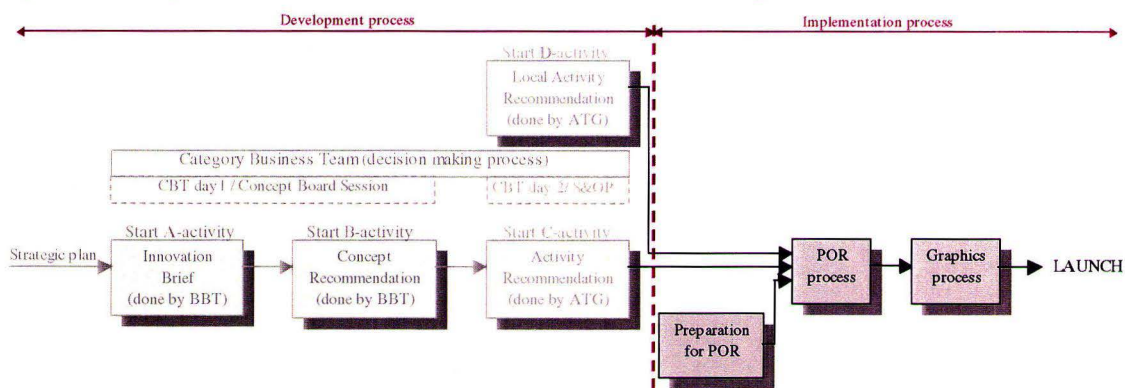 Development process
Implementation process
Start D-activity
Local Activity
Recommendation
(done by ATG)
Category Business Team (decision making process)
CBT day 1 / Concept Board Session
CBT day 2/ S&OP
Start A-activity
Start B-activity
Start C-activity
Strategic plan
Innovation
Brief
(done by BBT)
Concept
Recommendation
(done by BBT)
Activity
Recommendation
(done by ATG)
POR
process
Graphics
process
LAUNCH
Preparation
for POR